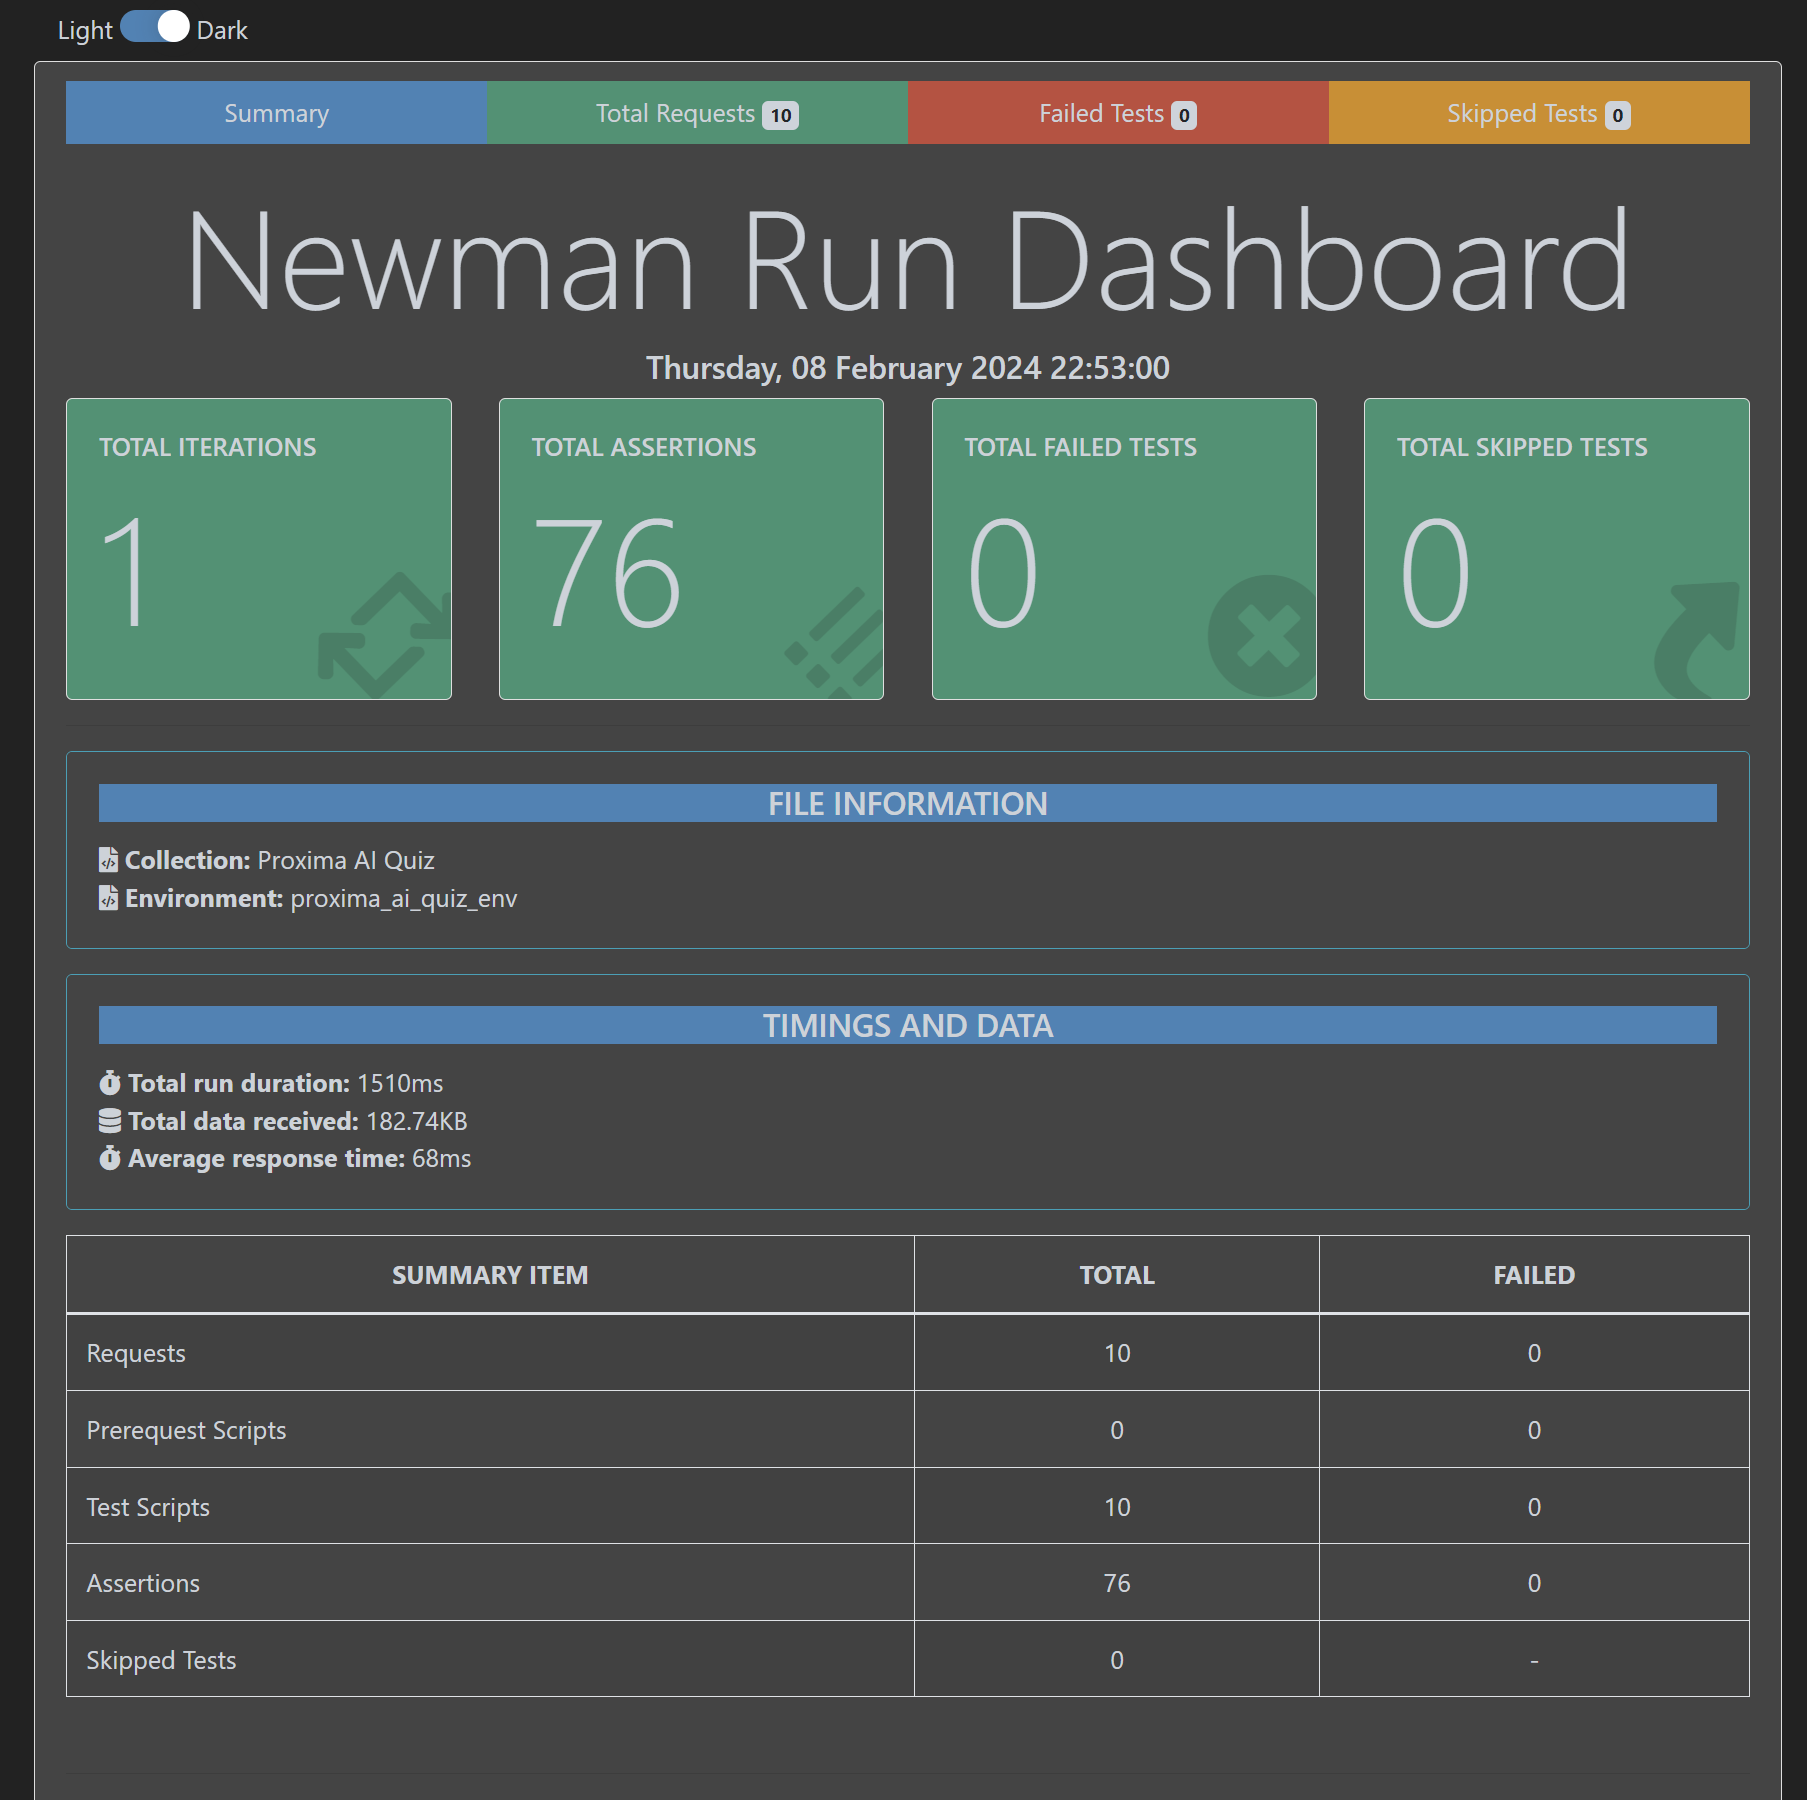 Light Dark
Summary Total Requests 10 Failed Tests 0 Skipped Tests 0
Newman Run Dashboard
Thursday, 08 February 2024 22:53:00
TOTAL ITERATIONS
1
TOTAL ASSERTIONS
76
TOTAL FAILED TESTS
0
TOTAL SKIPPED TESTS
0
FILE INFORMATION
Collection: Proxima AI Quiz
Environment: proxima_ai_quiz_env
TIMINGS AND DATA
Total run duration: 1510ms
Total data received: 182.74KB
Average response time: 68ms
SUMMARY ITEM TOTAL FAILED
Requests 10 0
Prerequest Scripts 0 0
Test Scripts 10 0
Assertions 76 0
Skipped Tests 0 -